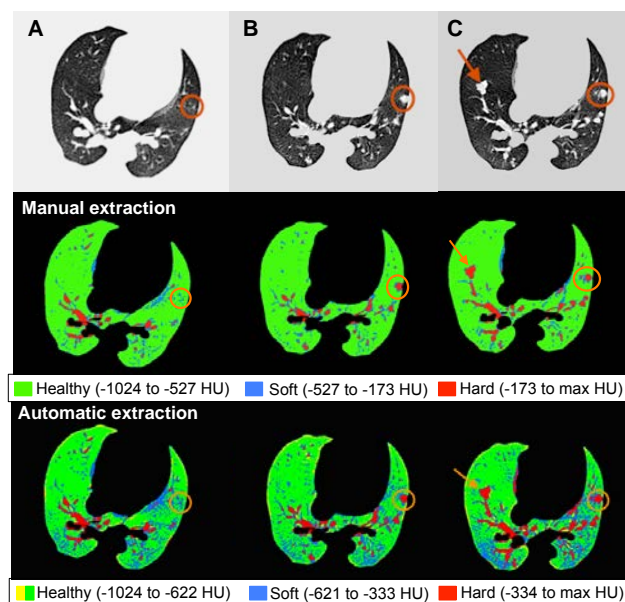 A B C
Manual extraction
Healthy (-1024 to -527 HU) Soft (-527 to -173 HU) Hard (-173 to max HU)
Automatic extraction
Healthy (-1024 to -622 HU) Soft (-621 to -333 HU) Hard (-334 to max HU)